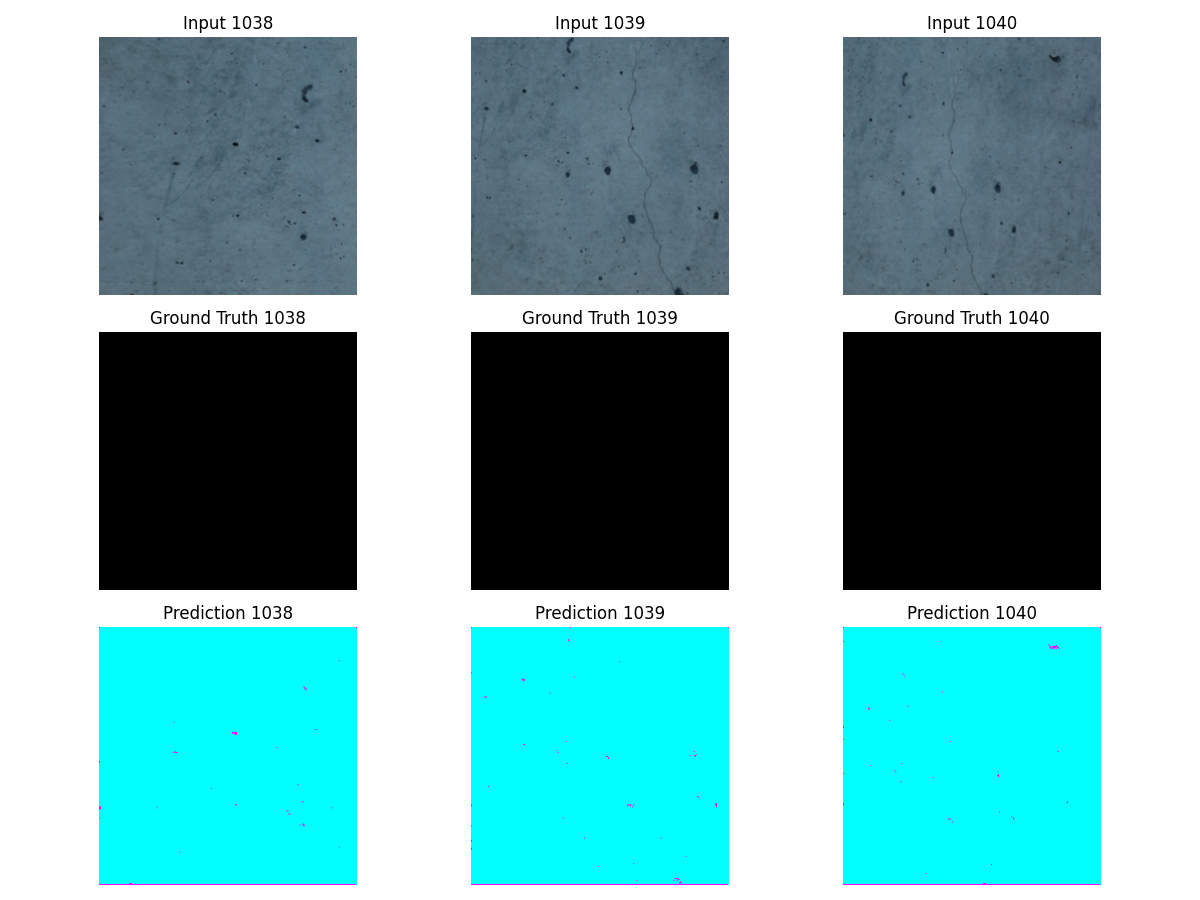 Input 1038
Input 1039
Input 1040
Ground Truth 1038
Ground Truth 1039
Ground Truth 1040
Prediction 1038
Prediction 1039
Prediction 1040